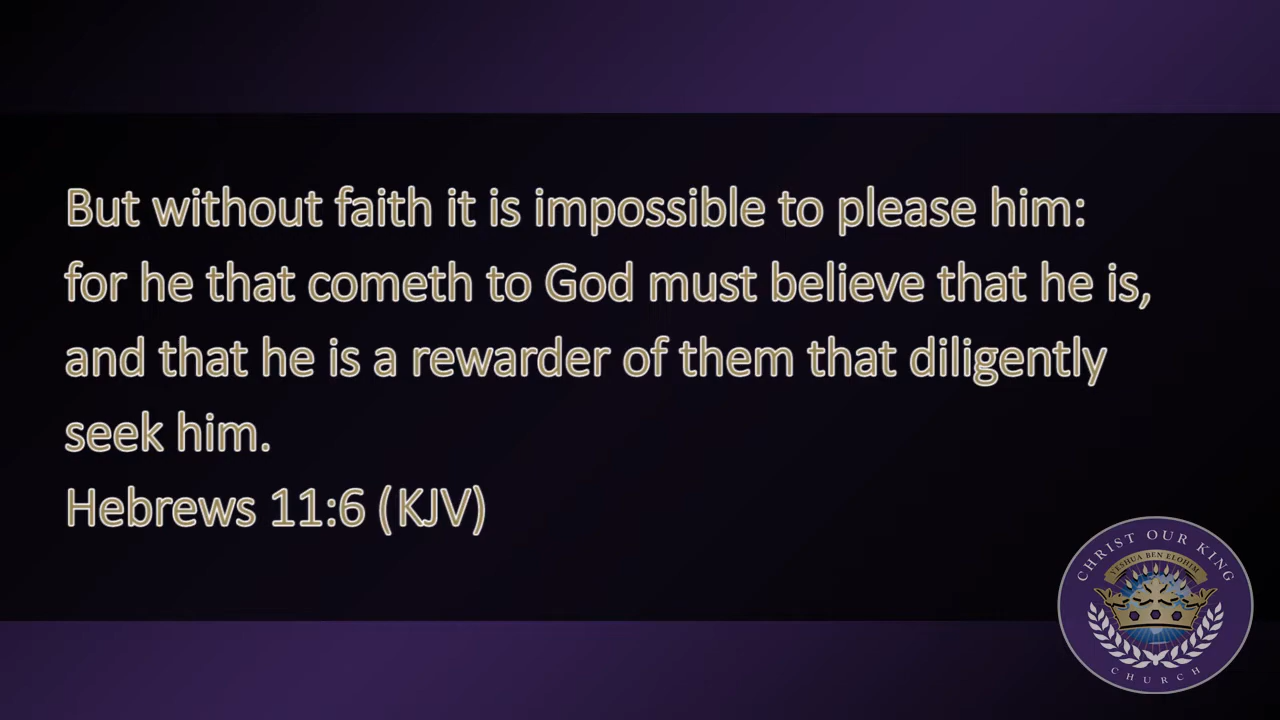 But without faith it is impossible to please him:
for he that cometh to God must believe that he is,
and that he is a rewarder of them that diligently
seek him.
Hebrews 11:6 (KJV)
CHRIST OUR KING
YESHUA BEN ELOHIM
CHURCH